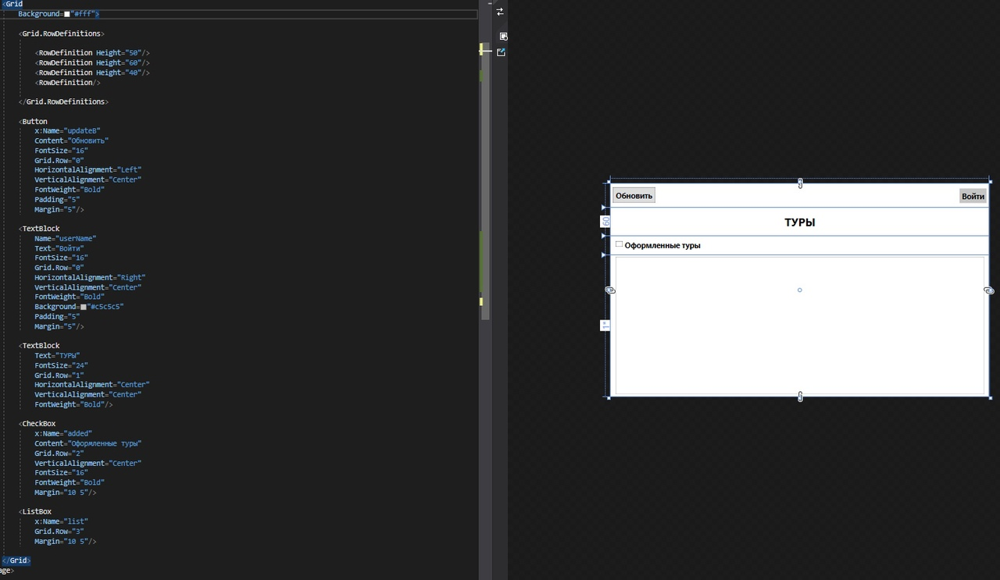 <Grid
Background="#fff">
<Grid.RowDefinitions>
<RowDefinition Height="50"/>
<RowDefinition Height="60"/>
<RowDefinition Height="40"/>
<RowDefinition/>
</Grid.RowDefinitions>
<Button
x:Name="updateB"
Content="Обновить"
FontSize="16"
Grid.Row="0"
HorizontalAlignment="Left"
VerticalAlignment="Center"
FontWeight="Bold"
Padding="5"
Margin="5"/>
<TextBlock
Name="userName"
Text="Войти"
FontSize="16"
Grid.Row="0"
HorizontalAlignment="Right"
VerticalAlignment="Center"
FontWeight="Bold"
Background="#c5c5c5"
Padding="5"
Margin="5"/>
<TextBlock
Text="ТУРЫ"
FontSize="24"
Grid.Row="1"
HorizontalAlignment="Center"
VerticalAlignment="Center"
FontWeight="Bold"/>
<CheckBox
x:Name="added"
Content="Оформленные туры"
Grid.Row="2"
VerticalAlignment="Center"
FontSize="16"
FontWeight="Bold"
Margin="10 5"/>
<ListBox
x:Name="list"
Grid.Row="3"
Margin="10 5"/>
</Grid>
age>
Обновить
Войти
60
ТУРЫ
Оформленные туры
1*